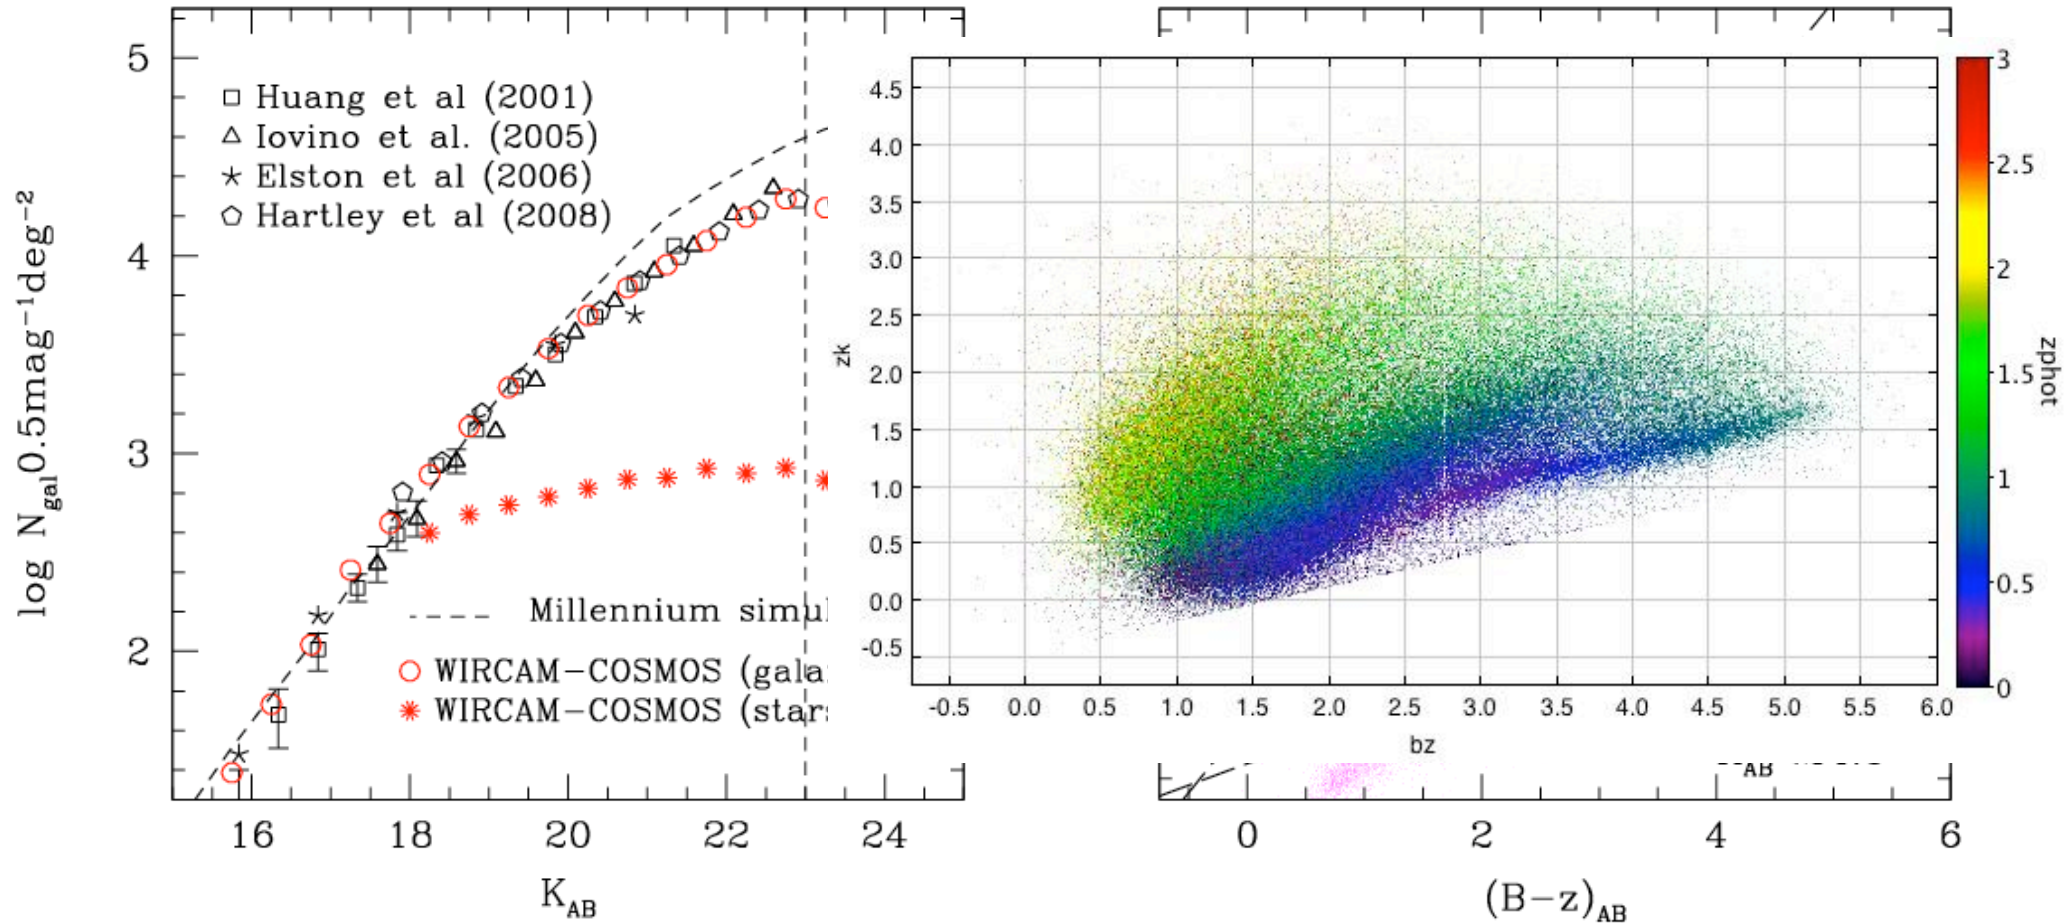 5
4
3
2
log N_gal 0.5mag^-1 deg^-2
□ Huang et al (2001)
△ Iovino et al. (2005)
Elston et al (2006)
Hartley et al (2008)
Millennium simul
WIRCAM-COSMOS (gala
WIRCAM-COSMOS (stars
16 18 20 22 24
K_AB
4.5
4.0
3.5
3.0
2.5
2.0
1.5
1.0
0.5
0.0
-0.5
zk
-0.5 0.0 0.5 1.0 1.5 2.0 2.5 3.0 3.5 4.0 4.5 5.0 5.5 6.0
bz
3
2.5
2
1.5
1
0.5
0
zphot
AB
0 2 4 6
(B-z)_AB